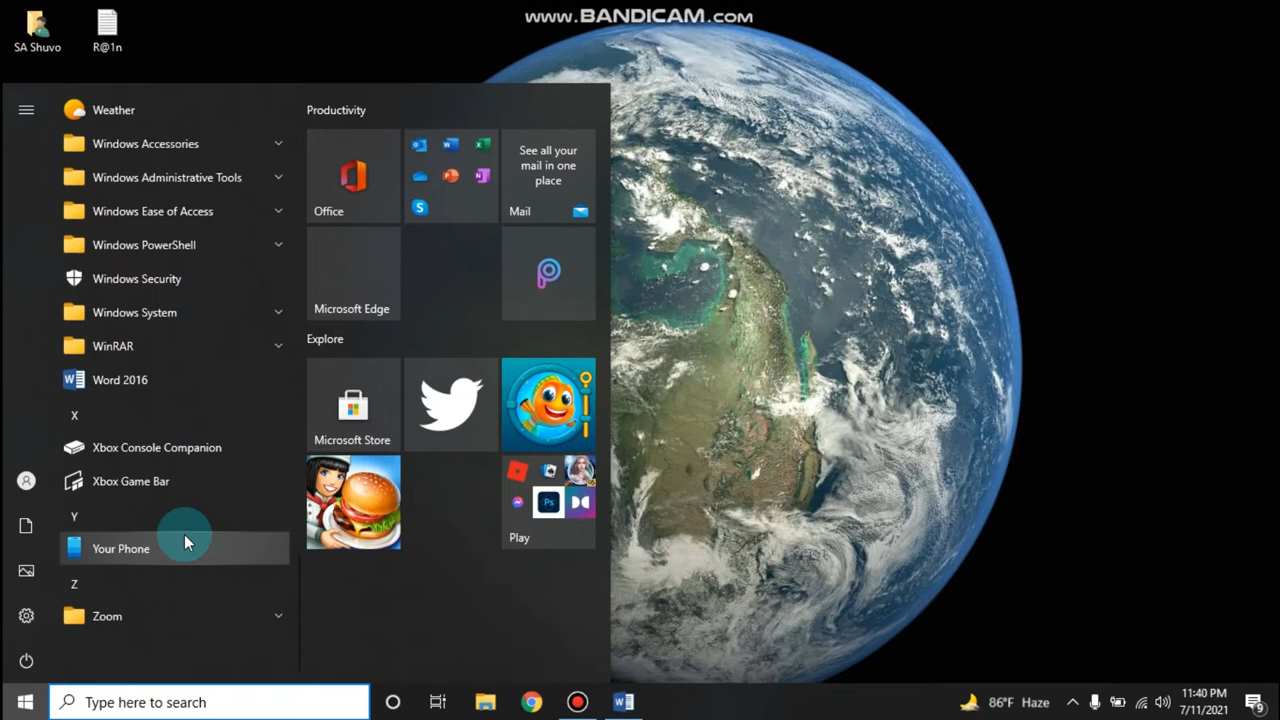 www.BANDICAM.com
SA Shuvo
R@1n
Weather
Windows Accessories
Windows Administrative Tools
Windows Ease of Access
Windows PowerShell
Windows Security
Windows System
WinRAR
Word 2016
X
Xbox Console Companion
Xbox Game Bar
Y
Your Phone
Z
Zoom
Productivity
Office
See all your
mail in one
place
Mail
Microsoft Edge
Explore
Microsoft Store
Ps
Play
Type here to search
86°F Haze
11:40 PM
7/11/2021
9